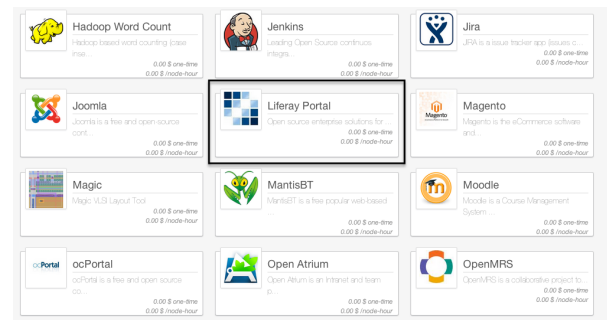 Hadoop Word Count
Hadoop-based word counting (case
inse...
0.00 $ one-time
0.00 $ /node-hour
Jenkins
Leading Open Source continuos
integra...
0.00 $ one-time
0.00 $ /node-hour
Jira
JIRA is a issue tracker app (issues c...
0.00 $ one-time
0.00 $ /node-hour
Joomla
Joomla is a free and open-source
cont...
0.00 $ one-time
0.00 $ /node-hour
Liferay Portal
Open source enterprise solutions for ...
0.00 $ one-time
0.00 $ /node-hour
Magento
Magento
Magento is the eCommerce software
and...
0.00 $ one-time
0.00 $ /node-hour
Magic
Magic VLSI Layout Tool
0.00 $ one-time
0.00 $ /node-hour
MantisBT
MantisBT is a free popular web-based
...
0.00 $ one-time
0.00 $ /node-hour
m
Moodle
Moodle is a Course Management
System ...
0.00 $ one-time
0.00 $ /node-hour
ocPortal
ocPortal
ocPortal is a free and open source
co...
0.00 $ one-time
0.00 $ /node-hour
Open Atrium
Open Atrium is an intranet and team
p...
0.00 $ one-time
0.00 $ /node-hour
OpenMRS
OpenMRS is a collaborative project to...
0.00 $ one-time
0.00 $ /node-hour